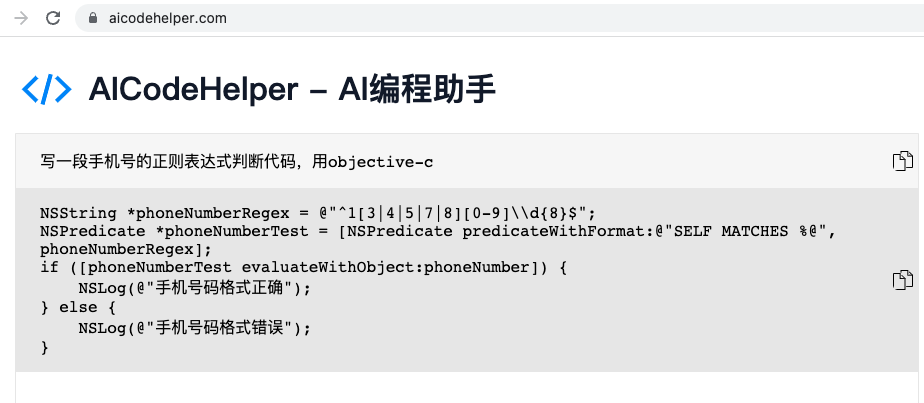 aicodehelper.com
</> AICodeHelper – AI编程助手
写一段手机号的正则表达式判断代码，用objective-c
NSString *phoneNumberRegex = @"^1[3|4|5|7|8][0-9]\\d{8}$";
NSPredicate *phoneNumberTest = [NSPredicate predicateWithFormat:@"SELF MATCHES %@",
phoneNumberRegex];
if ([phoneNumberTest evaluateWithObject:phoneNumber]) {
    NSLog(@"手机号码格式正确");
} else {
    NSLog(@"手机号码格式错误");
}